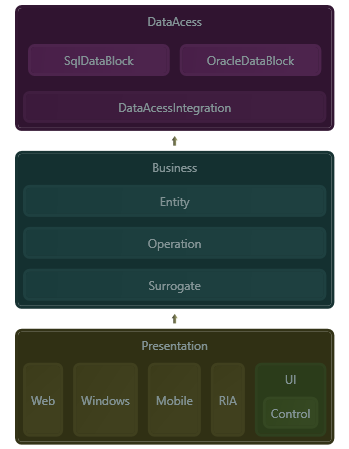 DataAcess
SqlDataBlock OracleDataBlock
DataAcessIntegration
Business
Entity
Operation
Surrogate
Presentation
Web Windows Mobile RIA UI
Control